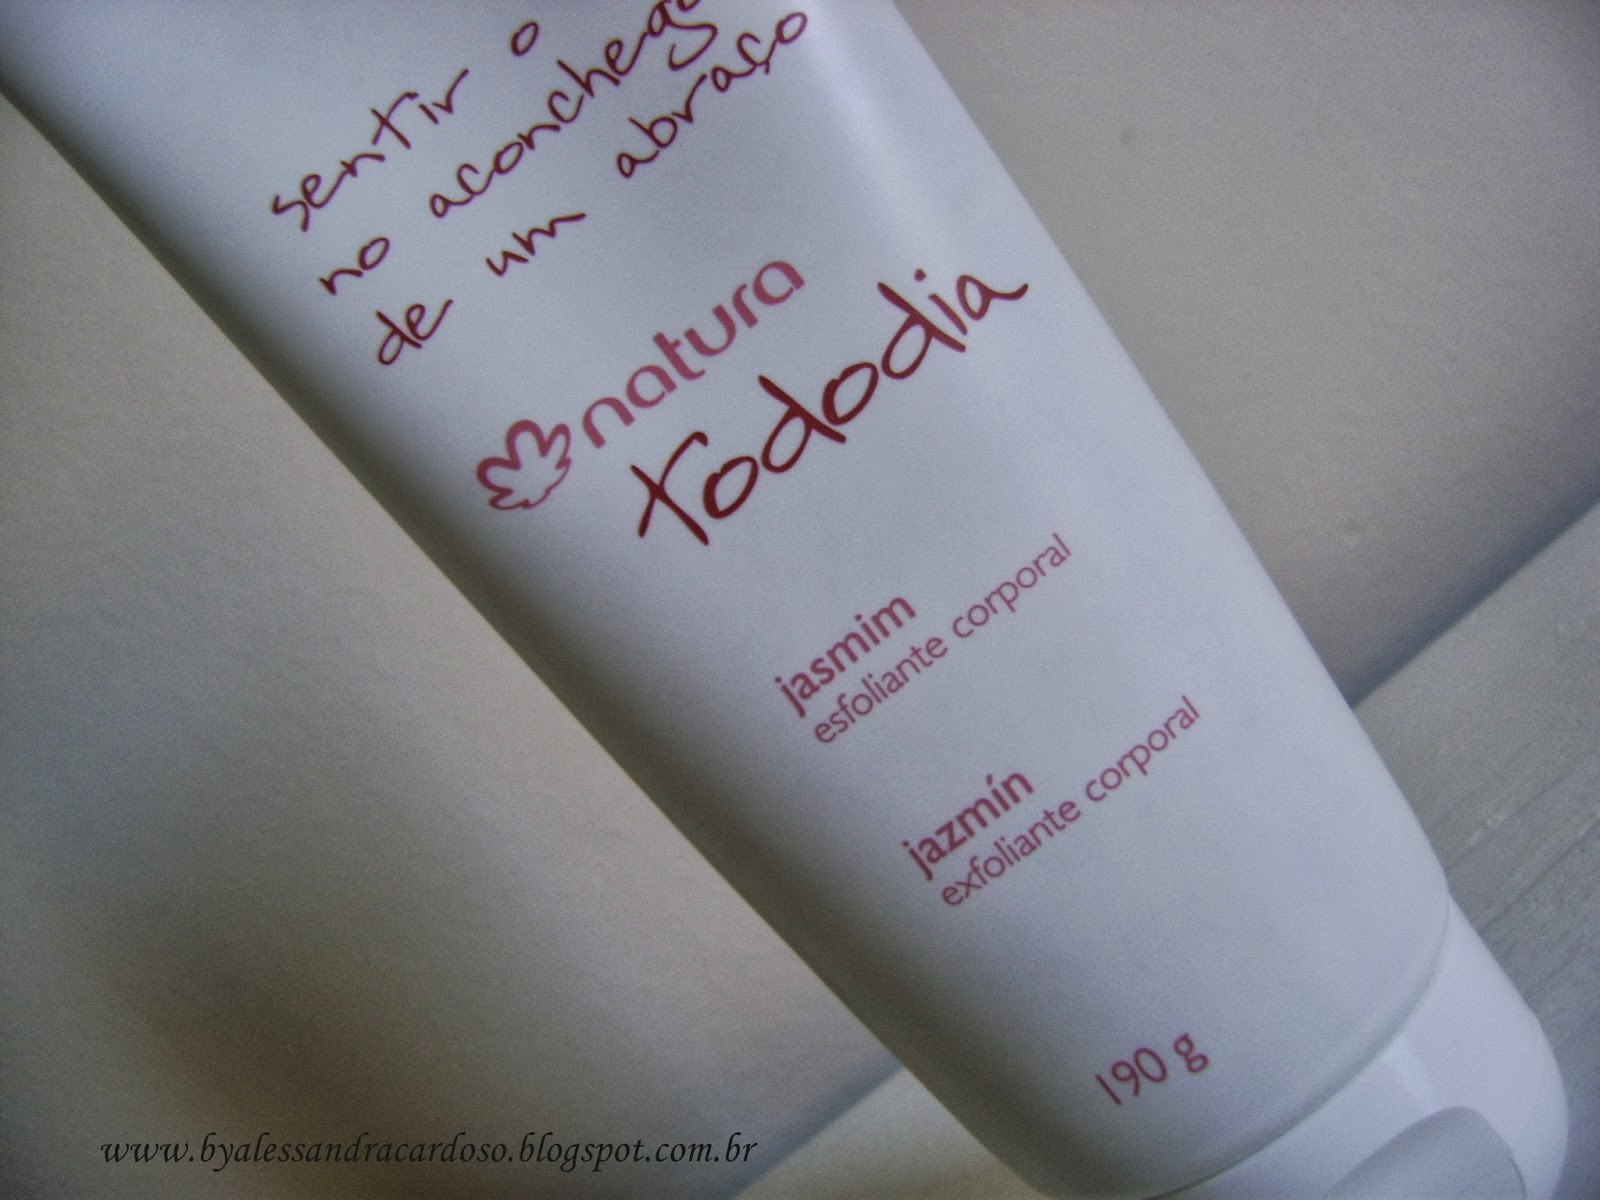 sentir o
no aconchego
de um abraço
natura
tododia
jasmim
esfoliante corporal
jazmín
exfoliante corporal
190 g
www.byalessandracardoso.blogspot.com.br